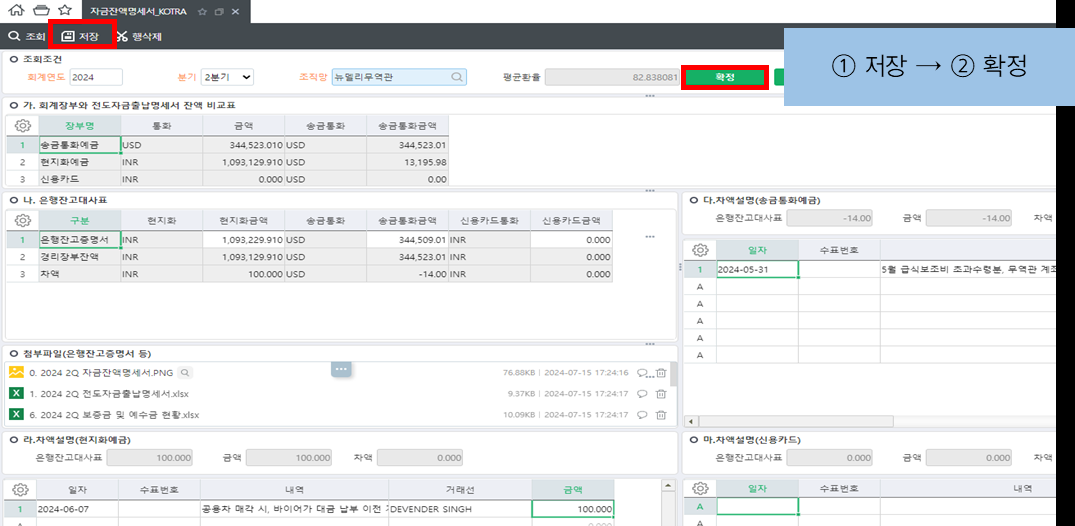 자금잔액명세서_KOTRA
조회 저장 행삭제
① 저장 → ② 확정
조회조건
회계연도 2024 분기 2분기 조직망 뉴델리무역관 평균환율 82.838081 확정
가. 회계장부와 전도자금출납명세서 잔액 비교표
장부명 통화 금액 송금통화 송금통화금액
1 송금통화예금 USD 344,523.010 USD 344,523.01
2 현지화예금 INR 1,093,129.910 USD 13,195.98
3 신용카드 INR 0.000 USD 0.00
나. 은행잔고대사표
구분 현지화 현지화금액 송금통화 송금통화금액 신용카드통화 신용카드금액
1 은행잔고증명서 INR 1,093,229.910 USD 344,509.01 INR 0.000
2 경리장부잔액 INR 1,093,129.910 USD 344,523.01 INR 0.000
3 차액 INR 100.000 USD -14.00 INR 0.000
다.차액설명(송금통화예금)
은행잔고대사표 -14.00 금액 -14.00 차액
일자 수표번호
1 2024-05-31 5월 급식보조비 초과수령분, 무역관 계좌
A
A
A
A
A
첨부파일(은행잔고증명서 등)
0. 2024 2Q 자금잔액명세서.PNG 76.88KB | 2024-07-15 17:24:16
1. 2024 2Q 전도자금출납명세서.xlsx 9.37KB | 2024-07-15 17:24:17
6. 2024 2Q 보증금 및 예수금 현황.xlsx 10.09KB | 2024-07-15 17:24:17
라.차액설명(현지화예금)
은행잔고대사표 100.000 금액 100.000 차액 0.000
일자 수표번호 내역 거래선 금액
1 2024-06-07 공용차 매각 시, 바이어가 대금 납부 이전 DEVENDER SINGH 100.000
마.차액설명(신용카드)
은행잔고대사표 0.000 금액 0.000 차액
일자 수표번호 내역
A
A